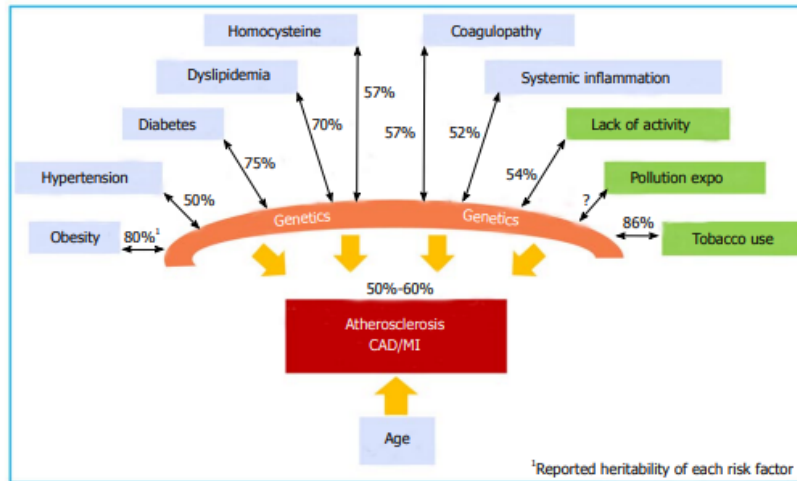 Homocysteine
Coagulopathy
Dyslipidemia
Systemic inflammation
57%
Diabetes
70%
57%
52%
Lack of activity
75%
54%
Hypertension
Pollution expo
50%
?
Genetics
Genetics
Obesity
80%¹
86%
Tobacco use
50%-60%
Atherosclerosis
CAD/MI
Age
¹Reported heritability of each risk factor